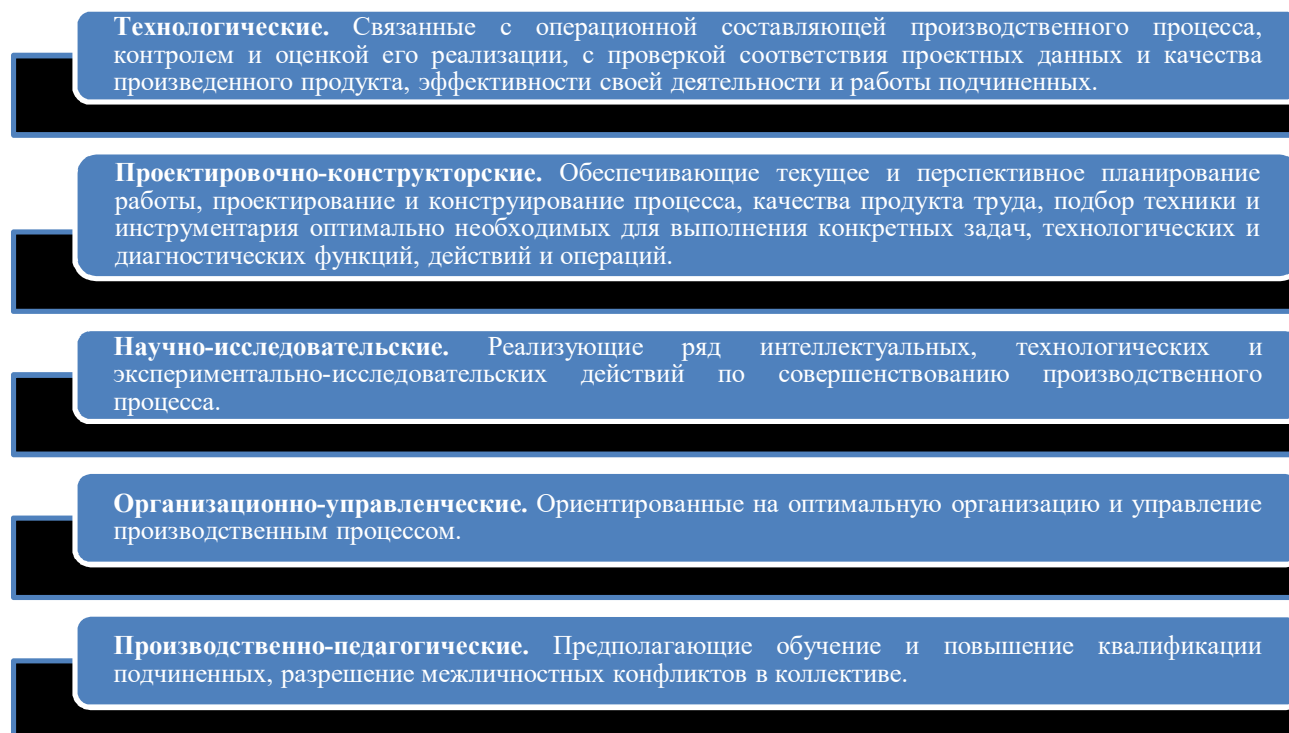 Технологические. Связанные с операционной составляющей производственного процесса,
контролем и оценкой его реализации, с проверкой соответствия проектных данных и качества
произведенного продукта, эффективности своей деятельности и работы подчиненных.
Проектировочно-конструкторские. Обеспечивающие текущее и перспективное планирование
работы, проектирование и конструирование процесса, качества продукта труда, подбор техники и
инструментария оптимально необходимых для выполнения конкретных задач, технологических и
диагностических функций, действий и операций.
Научно-исследовательские. Реализующие ряд интеллектуальных, технологических и
экспериментально-исследовательских действий по совершенствованию производственного
процесса.
Организационно-управленческие. Ориентированные на оптимальную организацию и управление
производственным процессом.
Производственно-педагогические. Предполагающие обучение и повышение квалификации
подчиненных, разрешение межличностных конфликтов в коллективе.